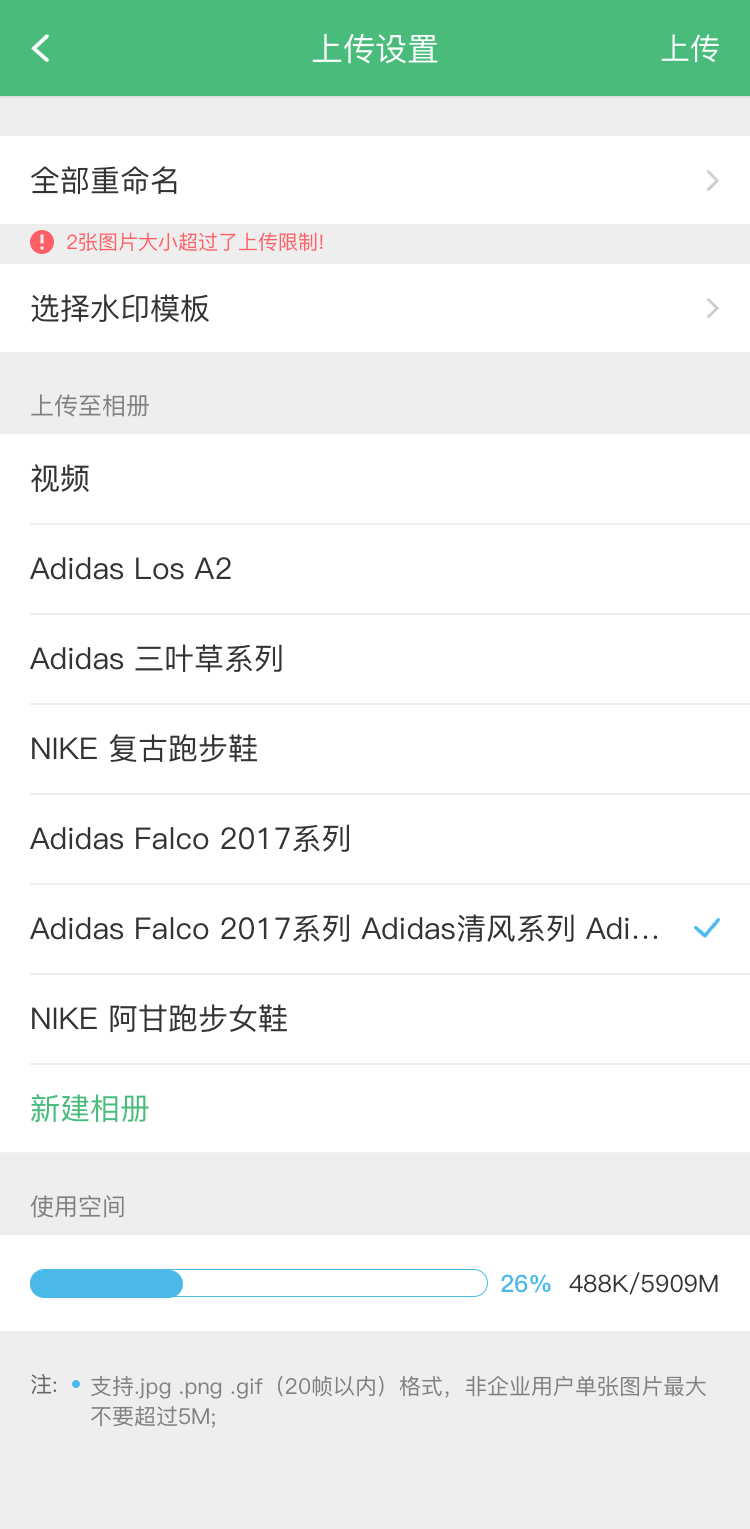 上传设置
上传
全部重命名
2张图片大小超过了上传限制!
选择水印模板
上传至相册
视频
Adidas Los A2
Adidas 三叶草系列
NIKE 复古跑步鞋
Adidas Falco 2017系列
Adidas Falco 2017系列 Adidas清风系列 Adi...
NIKE 阿甘跑步女鞋
新建相册
使用空间
26% 488K/5909M
注: • 支持.jpg .png .gif（20帧以内）格式，非企业用户单张图片最大
不要超过5M;